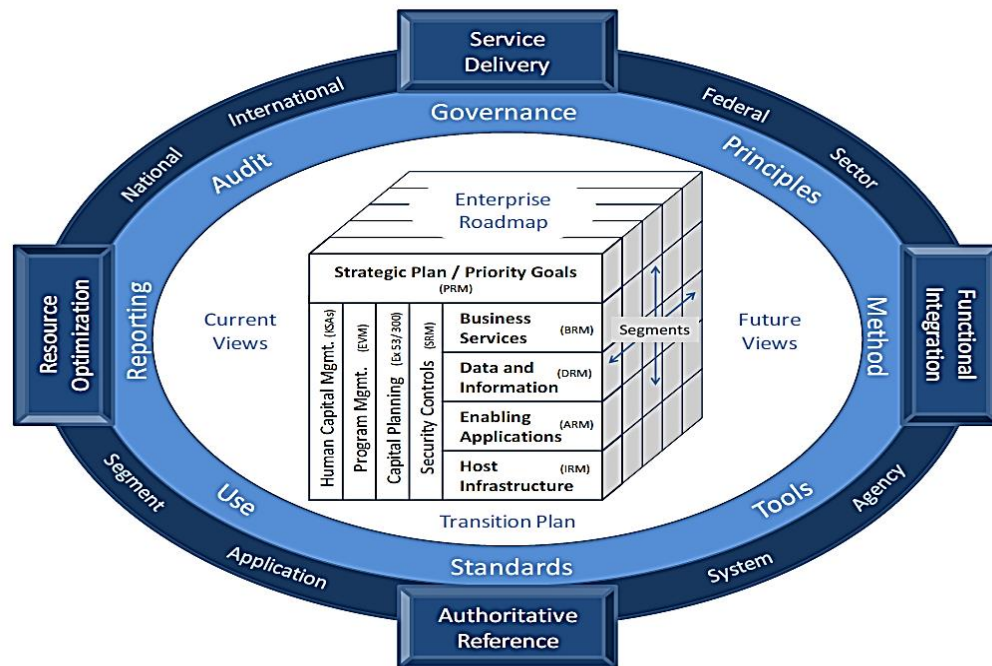 Service
Delivery
International
Federal
Governance
National
Audit
Principles
Sector
Enterprise
Roadmap
Strategic Plan / Priority Goals
(PRM)
Resource
Optimization
Reporting
Current
Views
Human Capital Mgmt. (KSAs)
Program Mgmt. (EVM)
Capital Planning (Ex 53/300)
Security Controls (SRM)
Business
Services (BRM)
Data and
Information (DRM)
Enabling
Applications (ARM)
Host
Infrastructure (IRM)
Segments
Future
Views
Method
Functional
Integration
Segment
Use
Transition Plan
Tools
Agency
Application
Standards
System
Authoritative
Reference